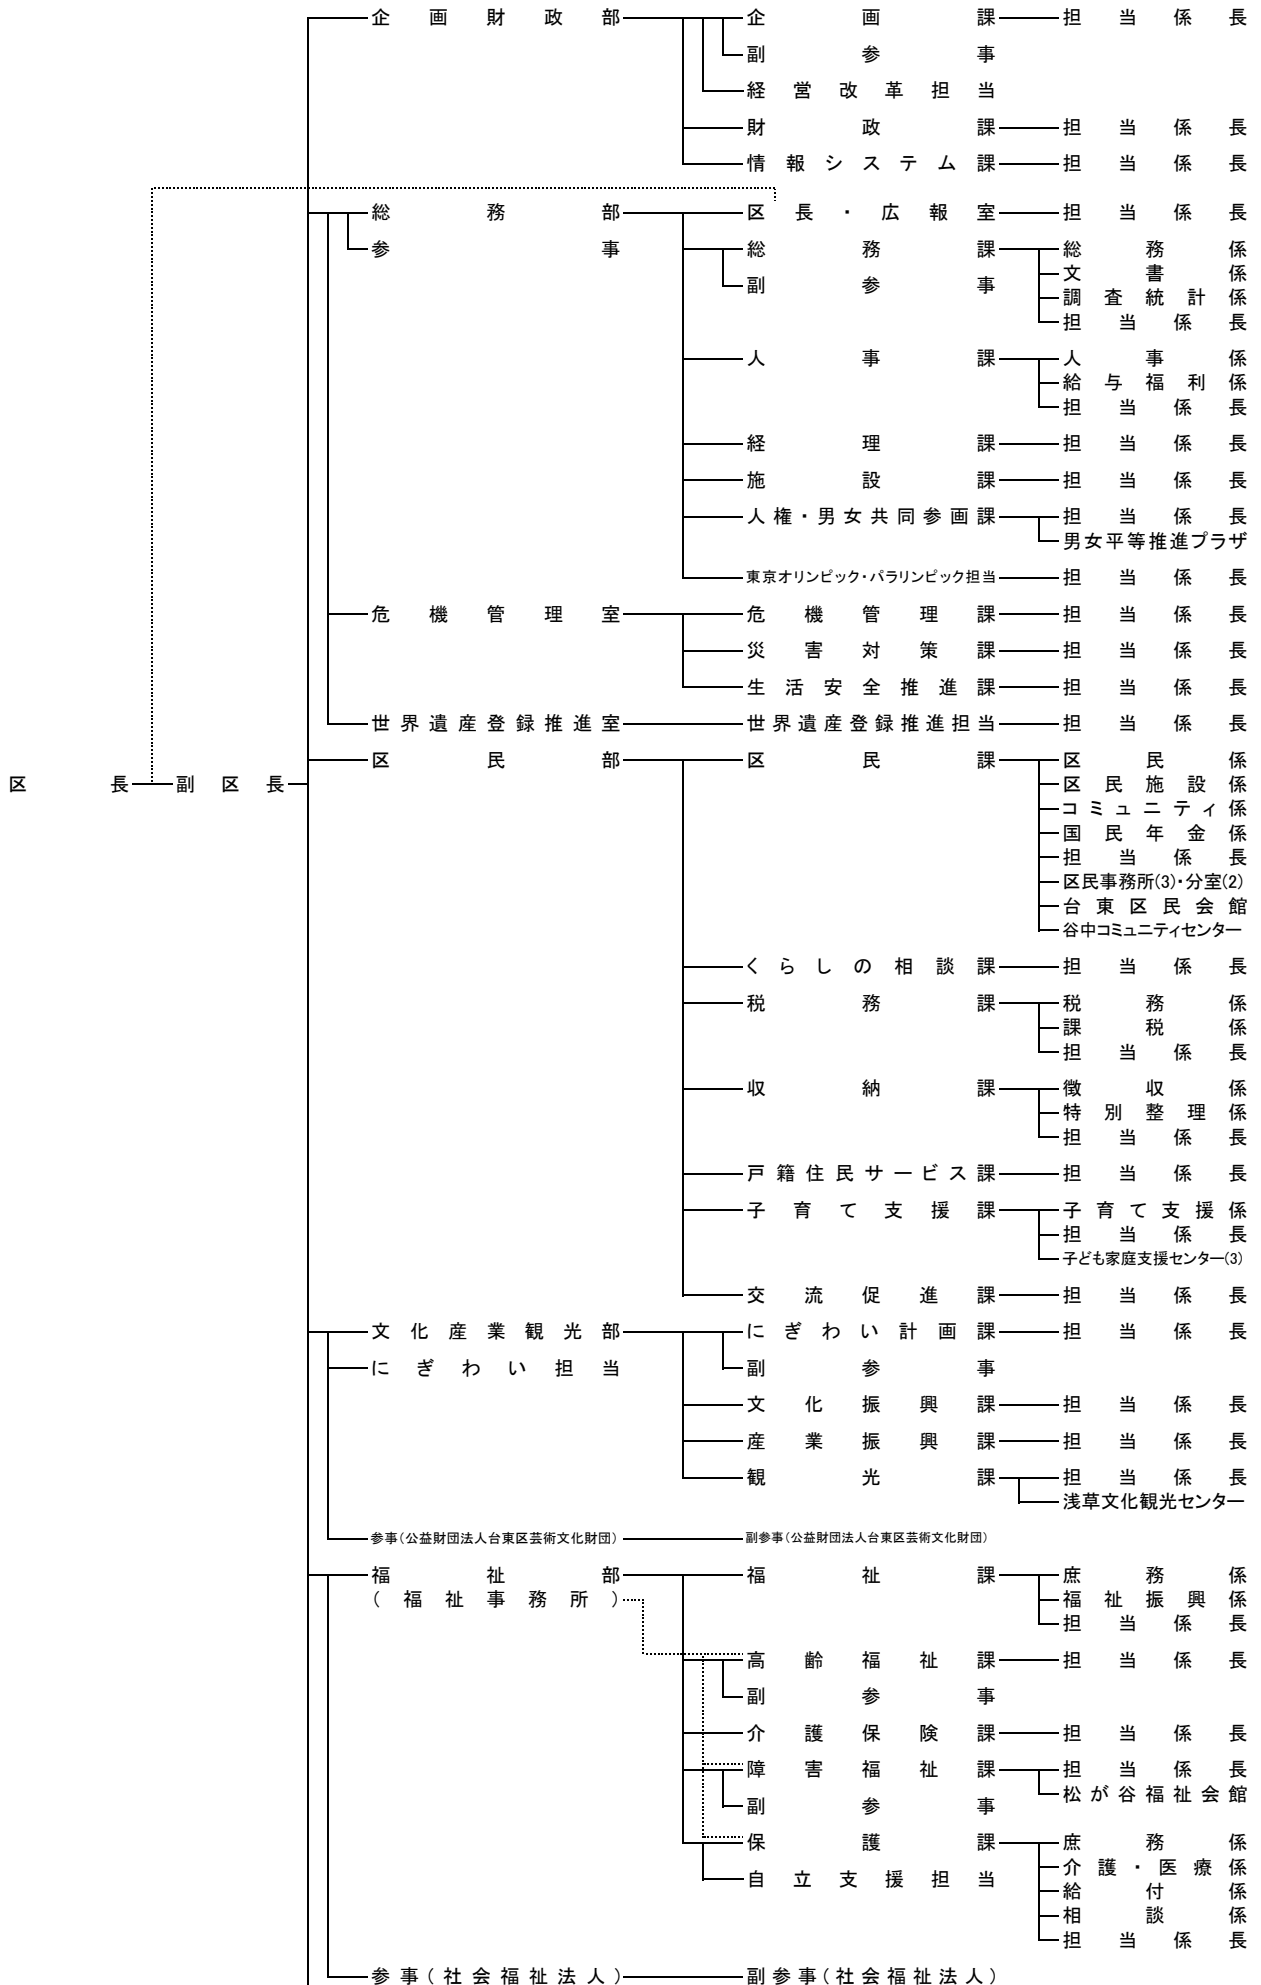 企画財政部 企画課 担当係長
副参事
経営改革担当
財政課 担当係長
情報システム課 担当係長
総務部 区長・広報室 担当係長
参事 総務課 総務係
文書係
副参事
調査統計係
担当係長
人事課 人事係
給与福利係
担当係長
経理課 担当係長
施設課 担当係長
人権・男女共同参画課 担当係長
男女平等推進プラザ
東京オリンピック・パラリンピック担当 担当係長
危機管理室 危機管理課 担当係長
災害対策課 担当係長
生活安全推進課 担当係長
世界遺産登録推進室 世界遺産登録推進担当 担当係長
区民部 区民課 区民係
区長 副区長 区民施設係
コミュニティ係
国民年金係
担当係長
区民事務所(3)・分室(2)
台東区民会館
谷中コミュニティセンター
くらしの相談課 担当係長
税務課 税務係
課税係
担当係長
収納課 徴収係
特別整理係
担当係長
戸籍住民サービス課 担当係長
子育て支援課 子育て支援係
担当係長
子ども家庭支援センター(3)
交流促進課 担当係長
文化産業観光部 にぎわい計画課 担当係長
にぎわい担当 副参事
文化振興課 担当係長
産業振興課 担当係長
観光課 担当係長
浅草文化観光センター
参事(公益財団法人台東区芸術文化財団) 副参事(公益財団法人台東区芸術文化財団)
福祉部 福祉課 庶務係
(福祉事務所) 福祉振興係
担当係長
高齢福祉課 担当係長
副参事
介護保険課 担当係長
障害福祉課 担当係長
松が谷福祉会館
副参事
保護課 庶務係
介護・医療係
自立支援担当
給付係
相談係
担当係長
参事(社会福祉法人) 副参事(社会福祉法人)